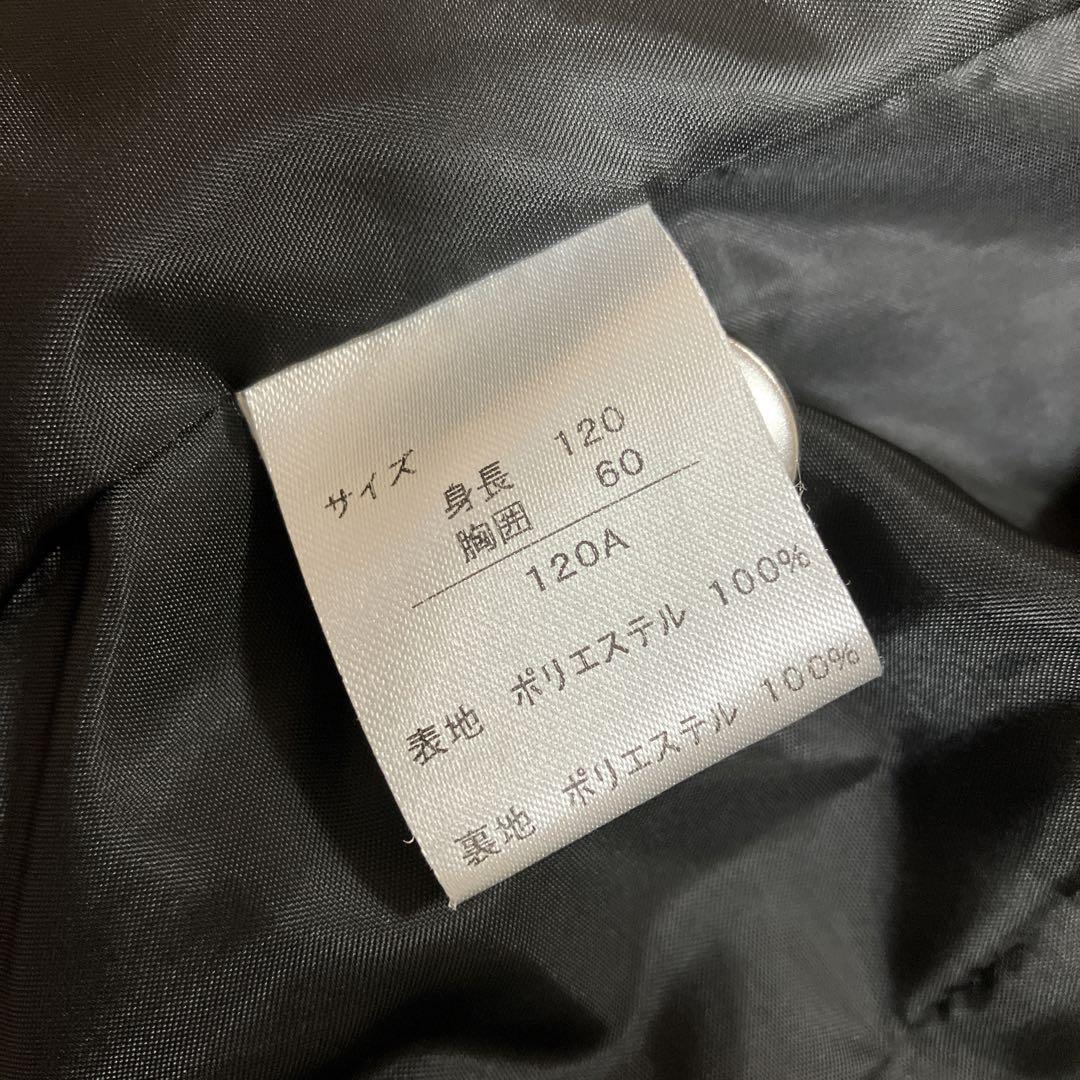 サイズ
身長 120
胸囲 60
120A
表地 ポリエステル 100%
裏地 ポリエステル 100%